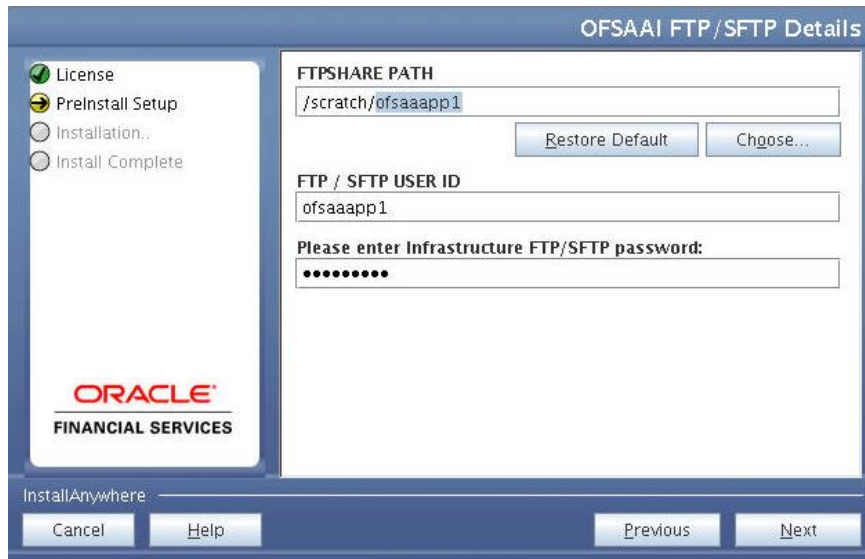 OFSAAI FTP/SFTP Details
License
PreInstall Setup
Installation..
Install Complete
ORACLE®
FINANCIAL SERVICES
FTPSHARE PATH
/scratch/ofsaaapp1
Restore Default
Choose...
FTP / SFTP USER ID
ofsaaapp1
Please enter Infrastructure FTP/SFTP password:
•••••••••
InstallAnywhere
Cancel
Help
Previous
Next